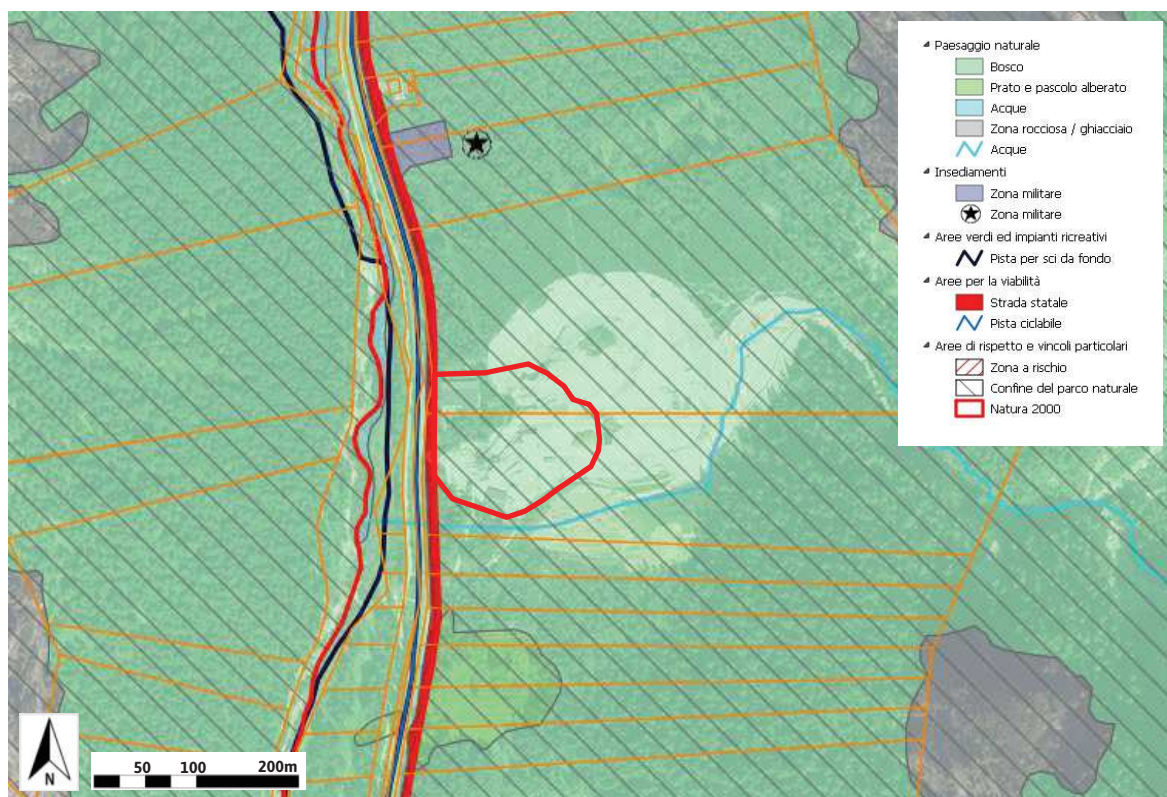 Paesaggio naturale
Bosco
Prato e pascolo alberato
Acque
Zona rocciosa / ghiacciaio
Acque
Insediamenti
Zona militare
Zona militare
Aree verdi ed impianti ricreativi
Pista per sci da fondo
Aree per la viabilità
Strada statale
Pista ciclabile
Aree di rispetto e vincoli particolari
Zona a rischio
Confine del parco naturale
Natura 2000
N
50 100 200m